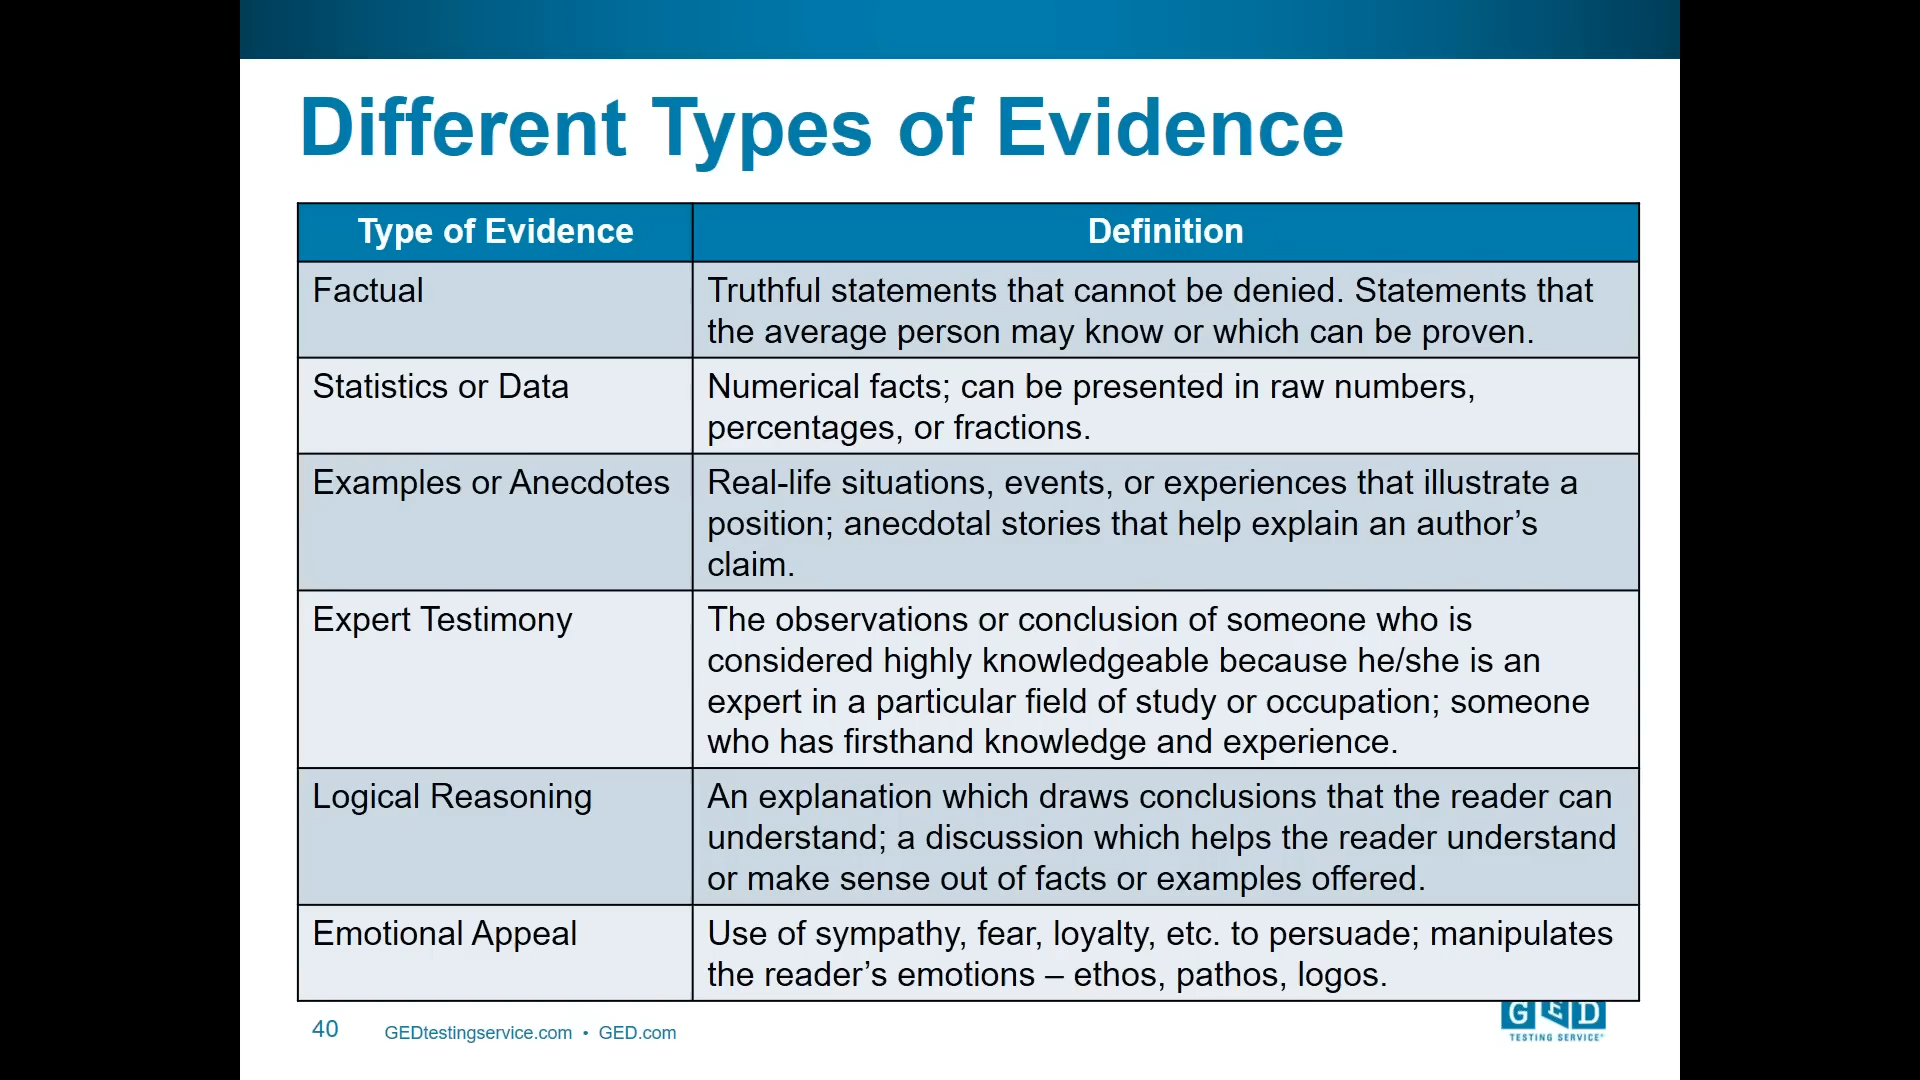 Different Types of Evidence
Type of Evidence
Definition
Factual
Truthful statements that cannot be denied. Statements that
the average person may know or which can be proven.
Statistics or Data
Numerical facts; can be presented in raw numbers,
percentages, or fractions.
Examples or Anecdotes
Real-life situations, events, or experiences that illustrate a
position; anecdotal stories that help explain an author’s
claim.
Expert Testimony
The observations or conclusion of someone who is
considered highly knowledgeable because he/she is an
expert in a particular field of study or occupation; someone
who has firsthand knowledge and experience.
Logical Reasoning
An explanation which draws conclusions that the reader can
understand; a discussion which helps the reader understand
or make sense out of facts or examples offered.
Emotional Appeal
Use of sympathy, fear, loyalty, etc. to persuade; manipulates
the reader’s emotions – ethos, pathos, logos.
40
GEDtestingservice.com • GED.com
GED
TESTING SERVICE®